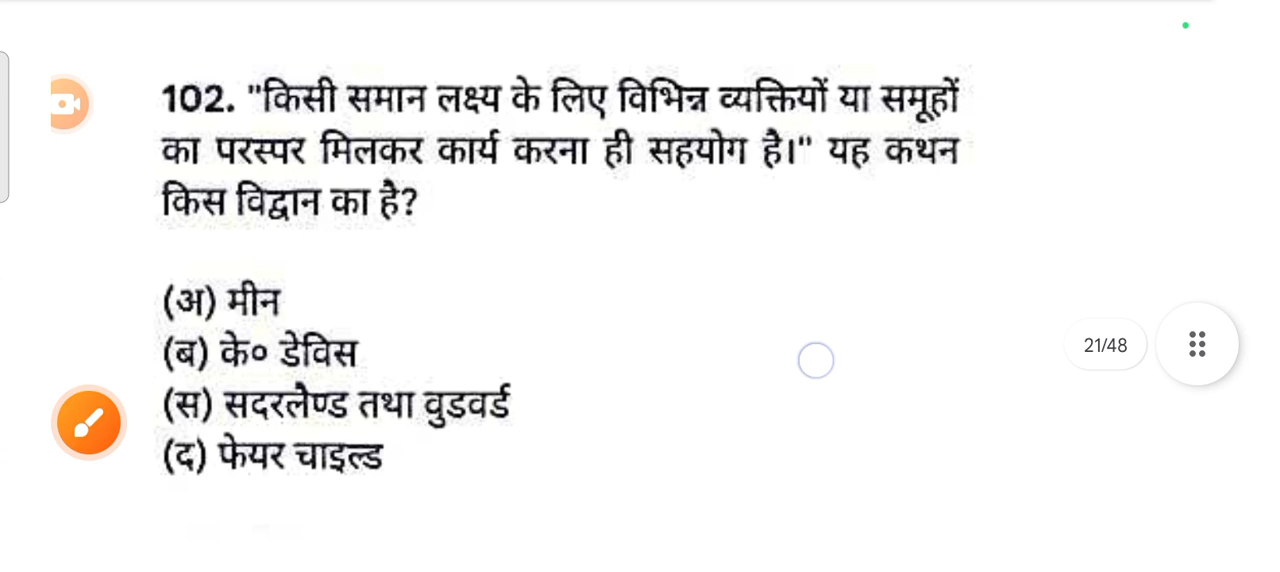 102. "किसी समान लक्ष्य के लिए विभिन्न व्यक्तियों या समूहों
का परस्पर मिलकर कार्य करना ही सहयोग है।" यह कथन
किस विद्वान का है?
(अ) मीन
(ब) के० डेविस
21/48
(स) सदरलैण्ड तथा वुडवर्ड
(द) फेयर चाइल्ड